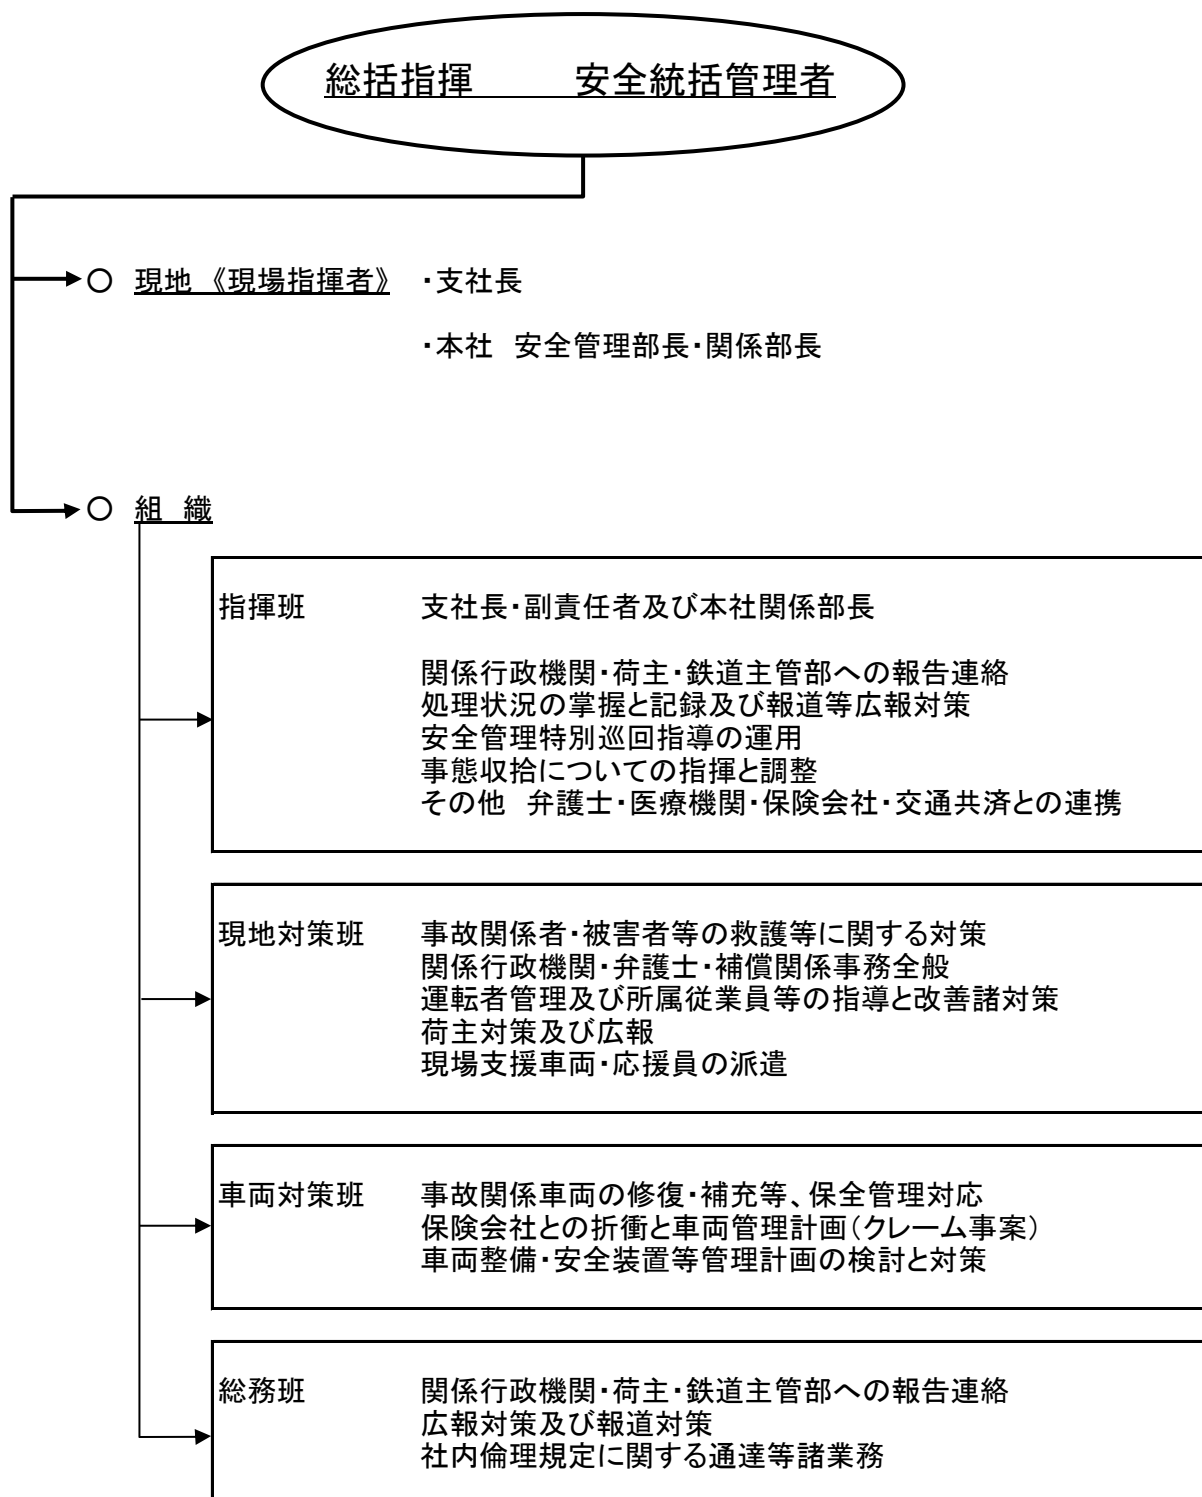 総括指揮　　　安全統括管理者
○ 現地 《現場指揮者》 ・支社長
・本社　安全管理部長・関係部長
○ 組　織
指揮班　支社長・副責任者及び本社関係部長
関係行政機関・荷主・鉄道主管部への報告連絡
処理状況の掌握と記録及び報道等広報対策
安全管理特別巡回指導の運用
事態収拾についての指揮と調整
その他　弁護士・医療機関・保険会社・交通共済との連携
現地対策班　事故関係者・被害者等の救護等に関する対策
関係行政機関・弁護士・補償関係事務全般
運転者管理及び所属従業員等の指導と改善諸対策
荷主対策及び広報
現場支援車両・応援員の派遣
車両対策班　事故関係車両の修復・補充等、保全管理対応
保険会社との折衝と車両管理計画（クレーム事案）
車両整備・安全装置等管理計画の検討と対策
総務班　関係行政機関・荷主・鉄道主管部への報告連絡
広報対策及び報道対策
社内倫理規定に関する通達等諸業務